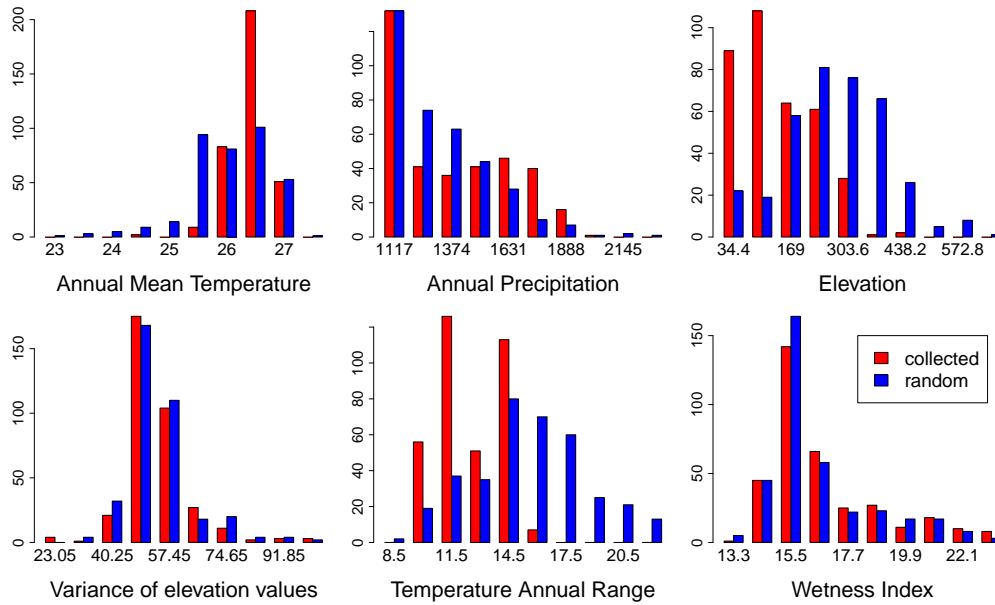 200
150
100
50
0
23 24 25 26 27
Annual Mean Temperature
120
80
60
40
20
0
1117 1374 1631 1888 2145
Annual Precipitation
100
80
60
40
20
0
34.4 169 303.6 438.2 572.8
Elevation
150
100
50
0
23.05 40.25 57.45 74.65 91.85
Variance of elevation values
120
80
60
40
20
0
8.5 11.5 14.5 17.5 20.5
Temperature Annual Range
150
100
50
0
13.3 15.5 17.7 19.9 22.1
Wetness Index
collected
random